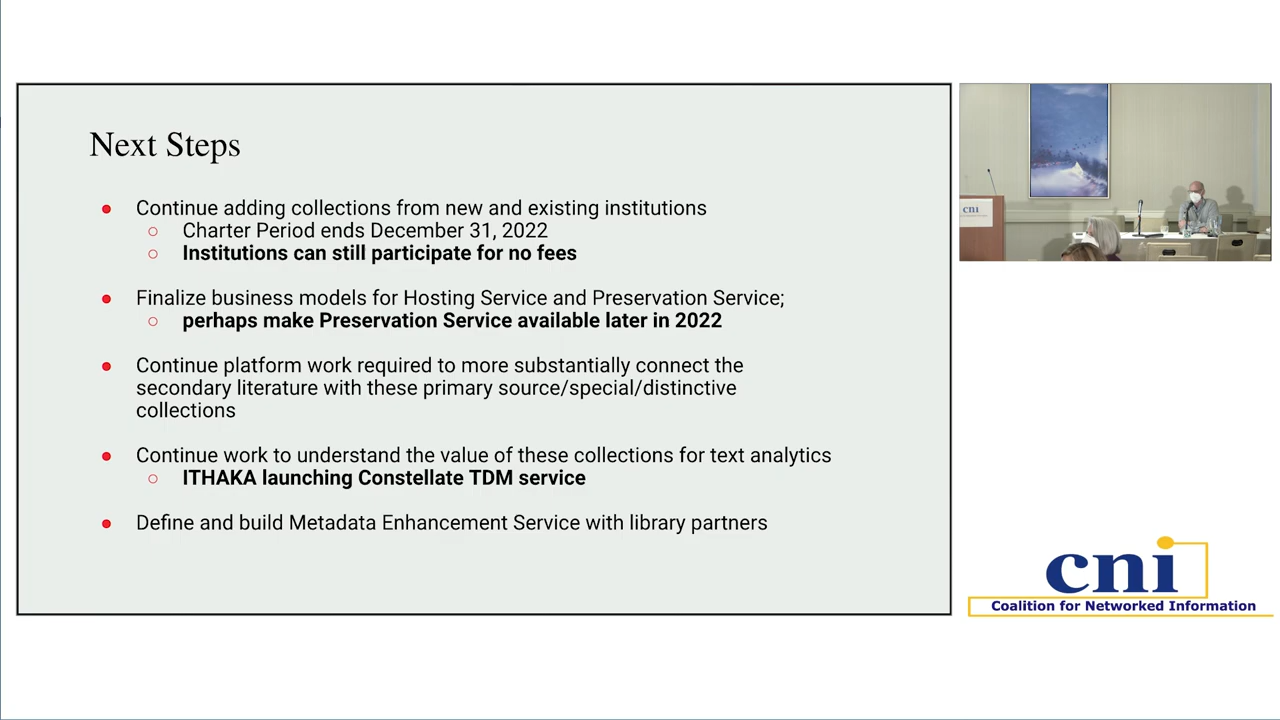 Next Steps
Continue adding collections from new and existing institutions
Charter Period ends December 31, 2022
Institutions can still participate for no fees
Finalize business models for Hosting Service and Preservation Service;
perhaps make Preservation Service available later in 2022
Continue platform work required to more substantially connect the
secondary literature with these primary source/special/distinctive
collections
Continue work to understand the value of these collections for text analytics
ITHAKA launching Constellate TDM service
Define and build Metadata Enhancement Service with library partners
cni
cni
Coalition for Networked Information